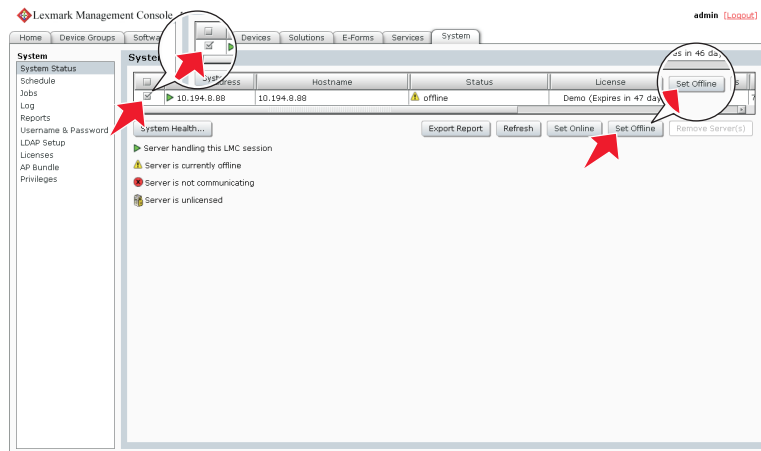 Lexmark Management Console
admin [Logout]
Home Device Groups Devices Solutions E-Forms Services System
System
System Status
Schedule
Jobs
Log
Reports
Username & Password
LDAP Setup
Licenses
AP Bundle
Privileges
Hostname Status License
10.194.8.88 10.194.8.88 offline Demo (Expires in 47 day
es in 46 day
Set Offline
System Health... Export Report Refresh Set Online Set Offline Remove Server(s)
Server handling this LMC session
Server is currently offline
Server is not communicating
Server is unlicensed